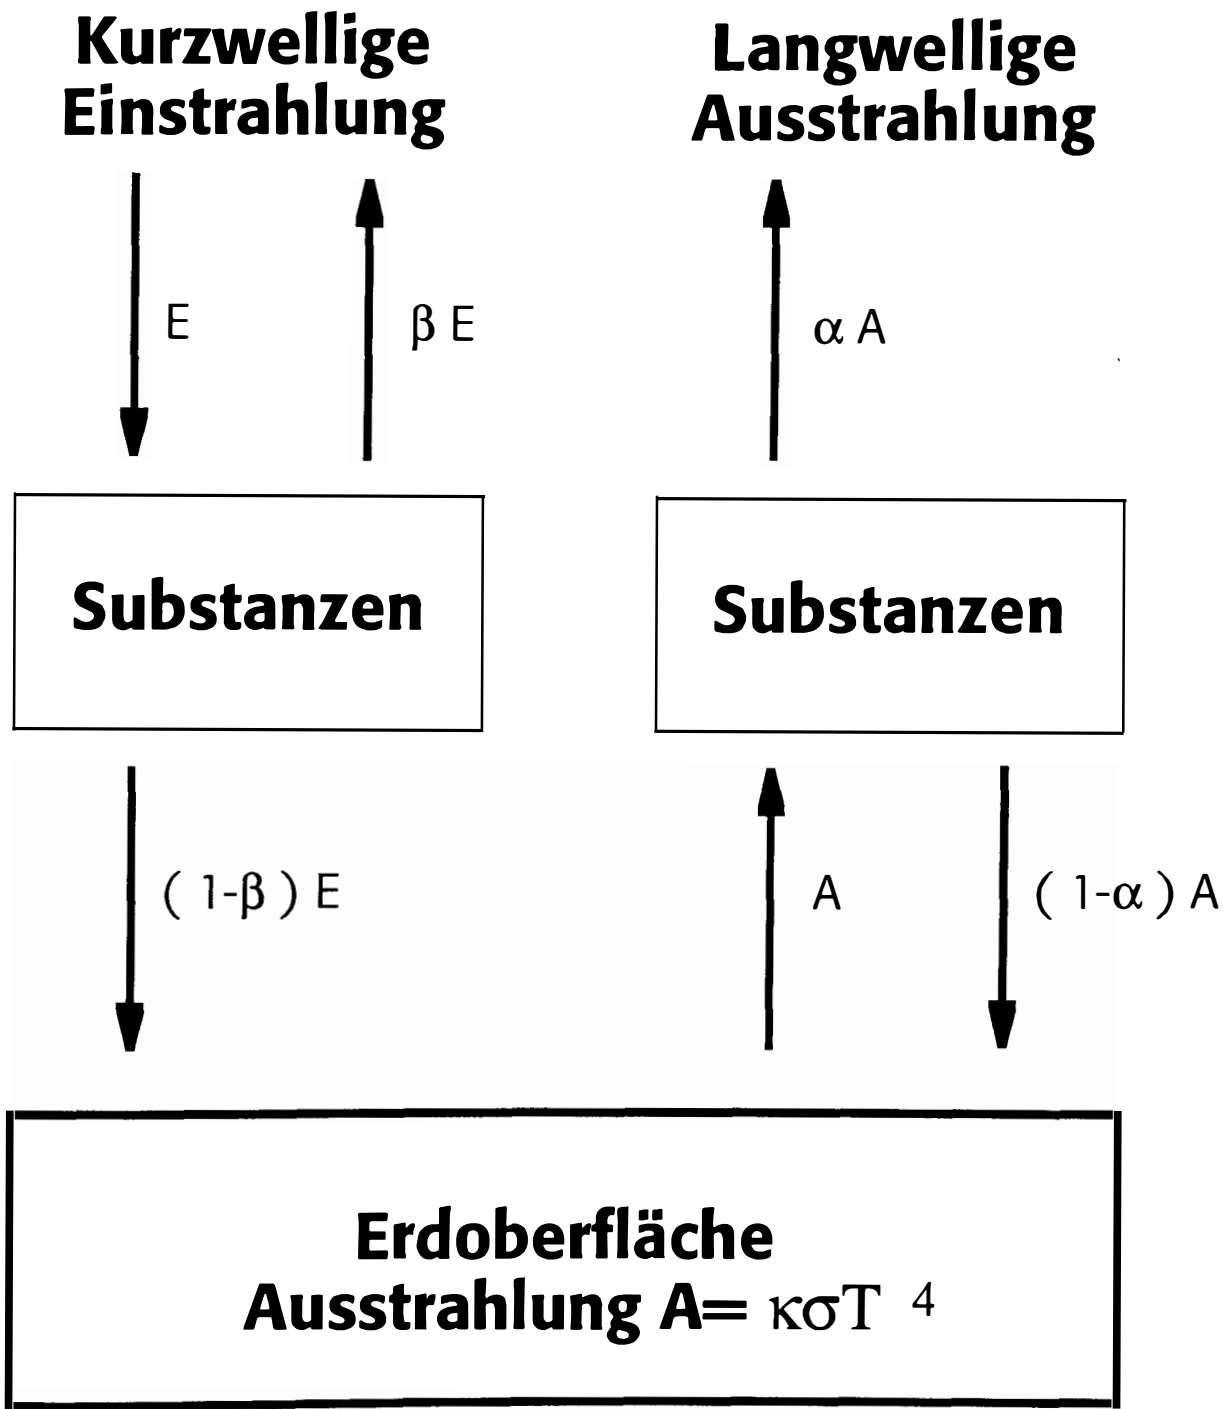 Kurzwellige
Einstrahlung
Langwellige
Ausstrahlung
E
β E
α A
Substanzen
Substanzen
( 1-β ) E
A
( 1-α ) A
Erdoberfläche
Ausstrahlung A= κσT 4